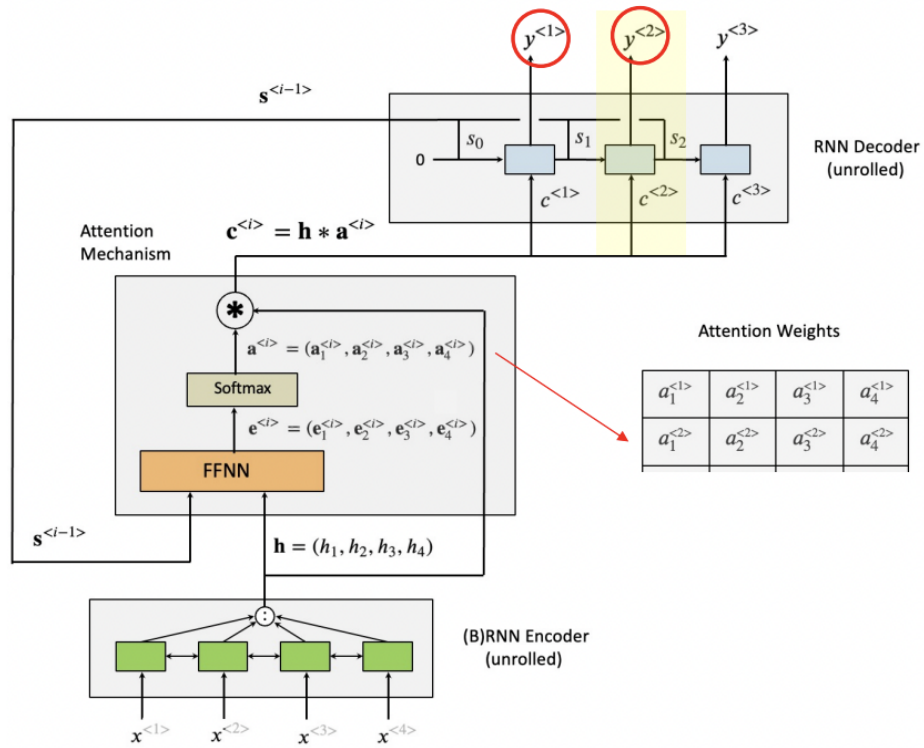 y<1> y<2> y<3>
s<i−1>
RNN Decoder
(unrolled)
0 s0 s1 s2
c<1> c<2> c<3>
Attention
Mechanism
c<i> = h * a<i>
*
a<i> = (a1<i>, a2<i>, a3<i>, a4<i>)
Softmax
e<i> = (e1<i>, e2<i>, e3<i>, e4<i>)
FFNN
Attention Weights
a1<1> a2<1> a3<1> a4<1>
a1<2> a2<2> a3<2> a4<2>
s<i−1>
h = (h1, h2, h3, h4)
:
(B)RNN Encoder
(unrolled)
x<1> x<2> x<3> x<4>